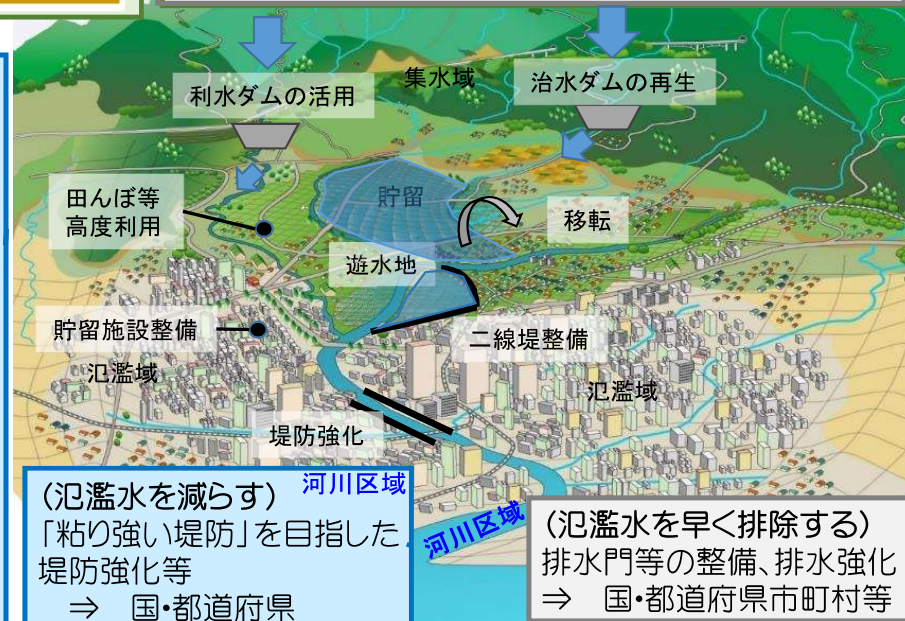 集水域
利水ダムの活用
治水ダムの再生
田んぼ等
高度利用
貯留
移転
遊水地
貯留施設整備
二線堤整備
氾濫域
氾濫域
堤防強化
河川区域
河川区域
(氾濫水を減らす)
「粘り強い堤防」を目指した
堤防強化等
⇒ 国・都道府県
(氾濫水を早く排除する)
排水門等の整備、排水強化
⇒ 国・都道府県市町村等